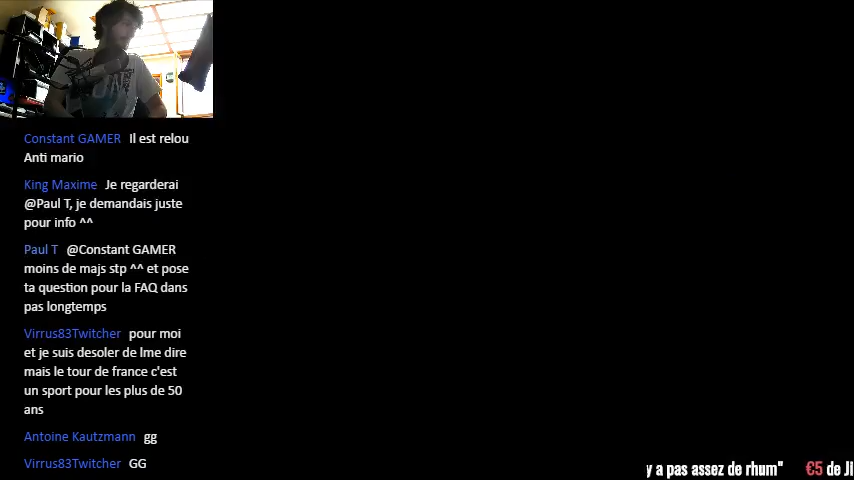 Constant GAMER Il est relou
Anti mario
King Maxime Je regarderai
@Paul T, je demandais juste
pour info ^^
Paul T @Constant GAMER
moins de majs stp ^^ et pose
ta question pour la FAQ dans
pas longtemps
Virrus83Twitcher pour moi
et je suis desoler de lme dire
mais le tour de france c'est
un sport pour les plus de 50
ans
Antoine Kautzmann gg
Virrus83Twitcher GG
y a pas assez de rhum" €5 de Ji